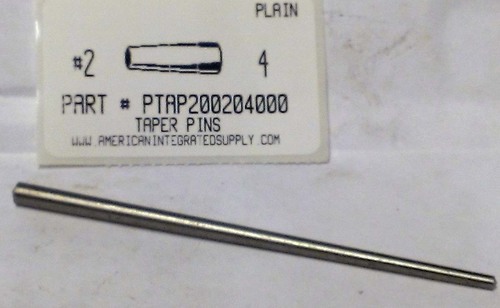 PLAIN
#2 4
PART # PTAP200204000
TAPER PINS
WWW.AMERICANINTEGRATEDSUPPLY.COM